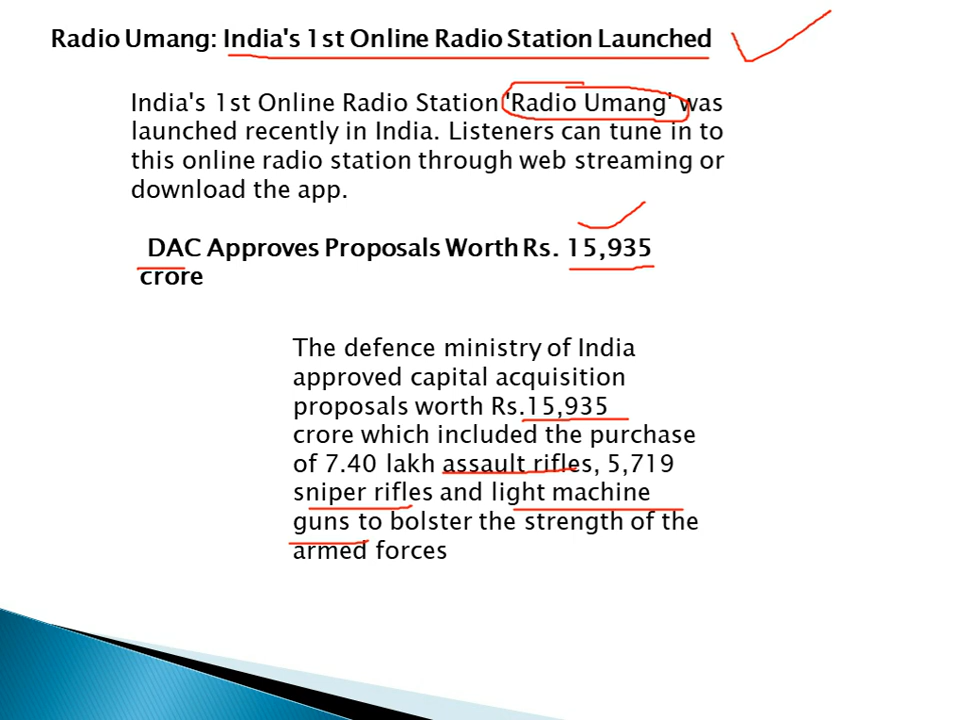 Radio Umang: India's 1st Online Radio Station Launched
India's 1st Online Radio Station 'Radio Umang' was
launched recently in India. Listeners can tune in to
this online radio station through web streaming or
download the app.
DAC Approves Proposals Worth Rs. 15,935
crore
The defence ministry of India
approved capital acquisition
proposals worth Rs.15,935
crore which included the purchase
of 7.40 lakh assault rifles, 5,719
sniper rifles and light machine
guns to bolster the strength of the
armed forces